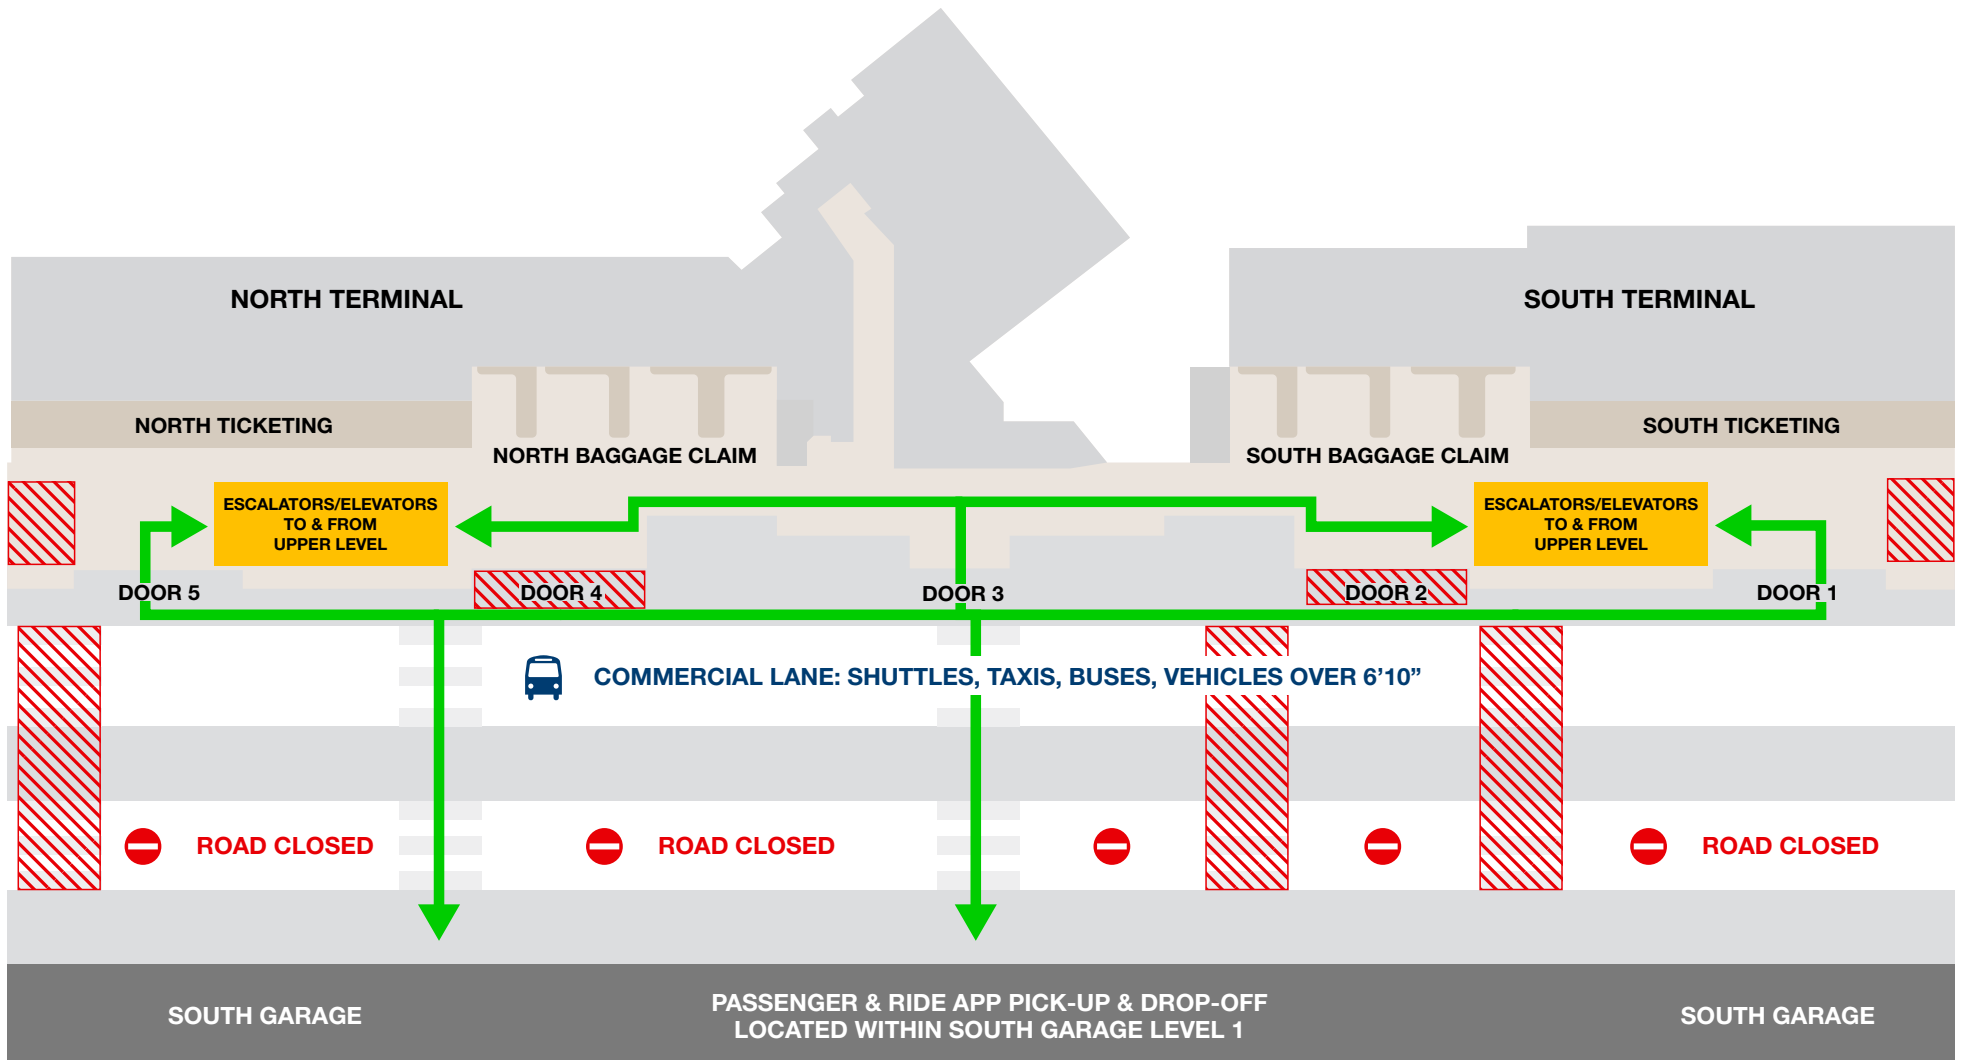 NORTH TERMINAL
SOUTH TERMINAL
NORTH TICKETING
SOUTH TICKETING
NORTH BAGGAGE CLAIM
SOUTH BAGGAGE CLAIM
ESCALATORS/ELEVATORS
TO & FROM
UPPER LEVEL
ESCALATORS/ELEVATORS
TO & FROM
UPPER LEVEL
DOOR 5
DOOR 4
DOOR 3
DOOR 2
DOOR 1
COMMERCIAL LANE: SHUTTLES, TAXIS, BUSES, VEHICLES OVER 6’10”
ROAD CLOSED
ROAD CLOSED
ROAD CLOSED
SOUTH GARAGE
PASSENGER & RIDE APP PICK-UP & DROP-OFF
LOCATED WITHIN SOUTH GARAGE LEVEL 1
SOUTH GARAGE